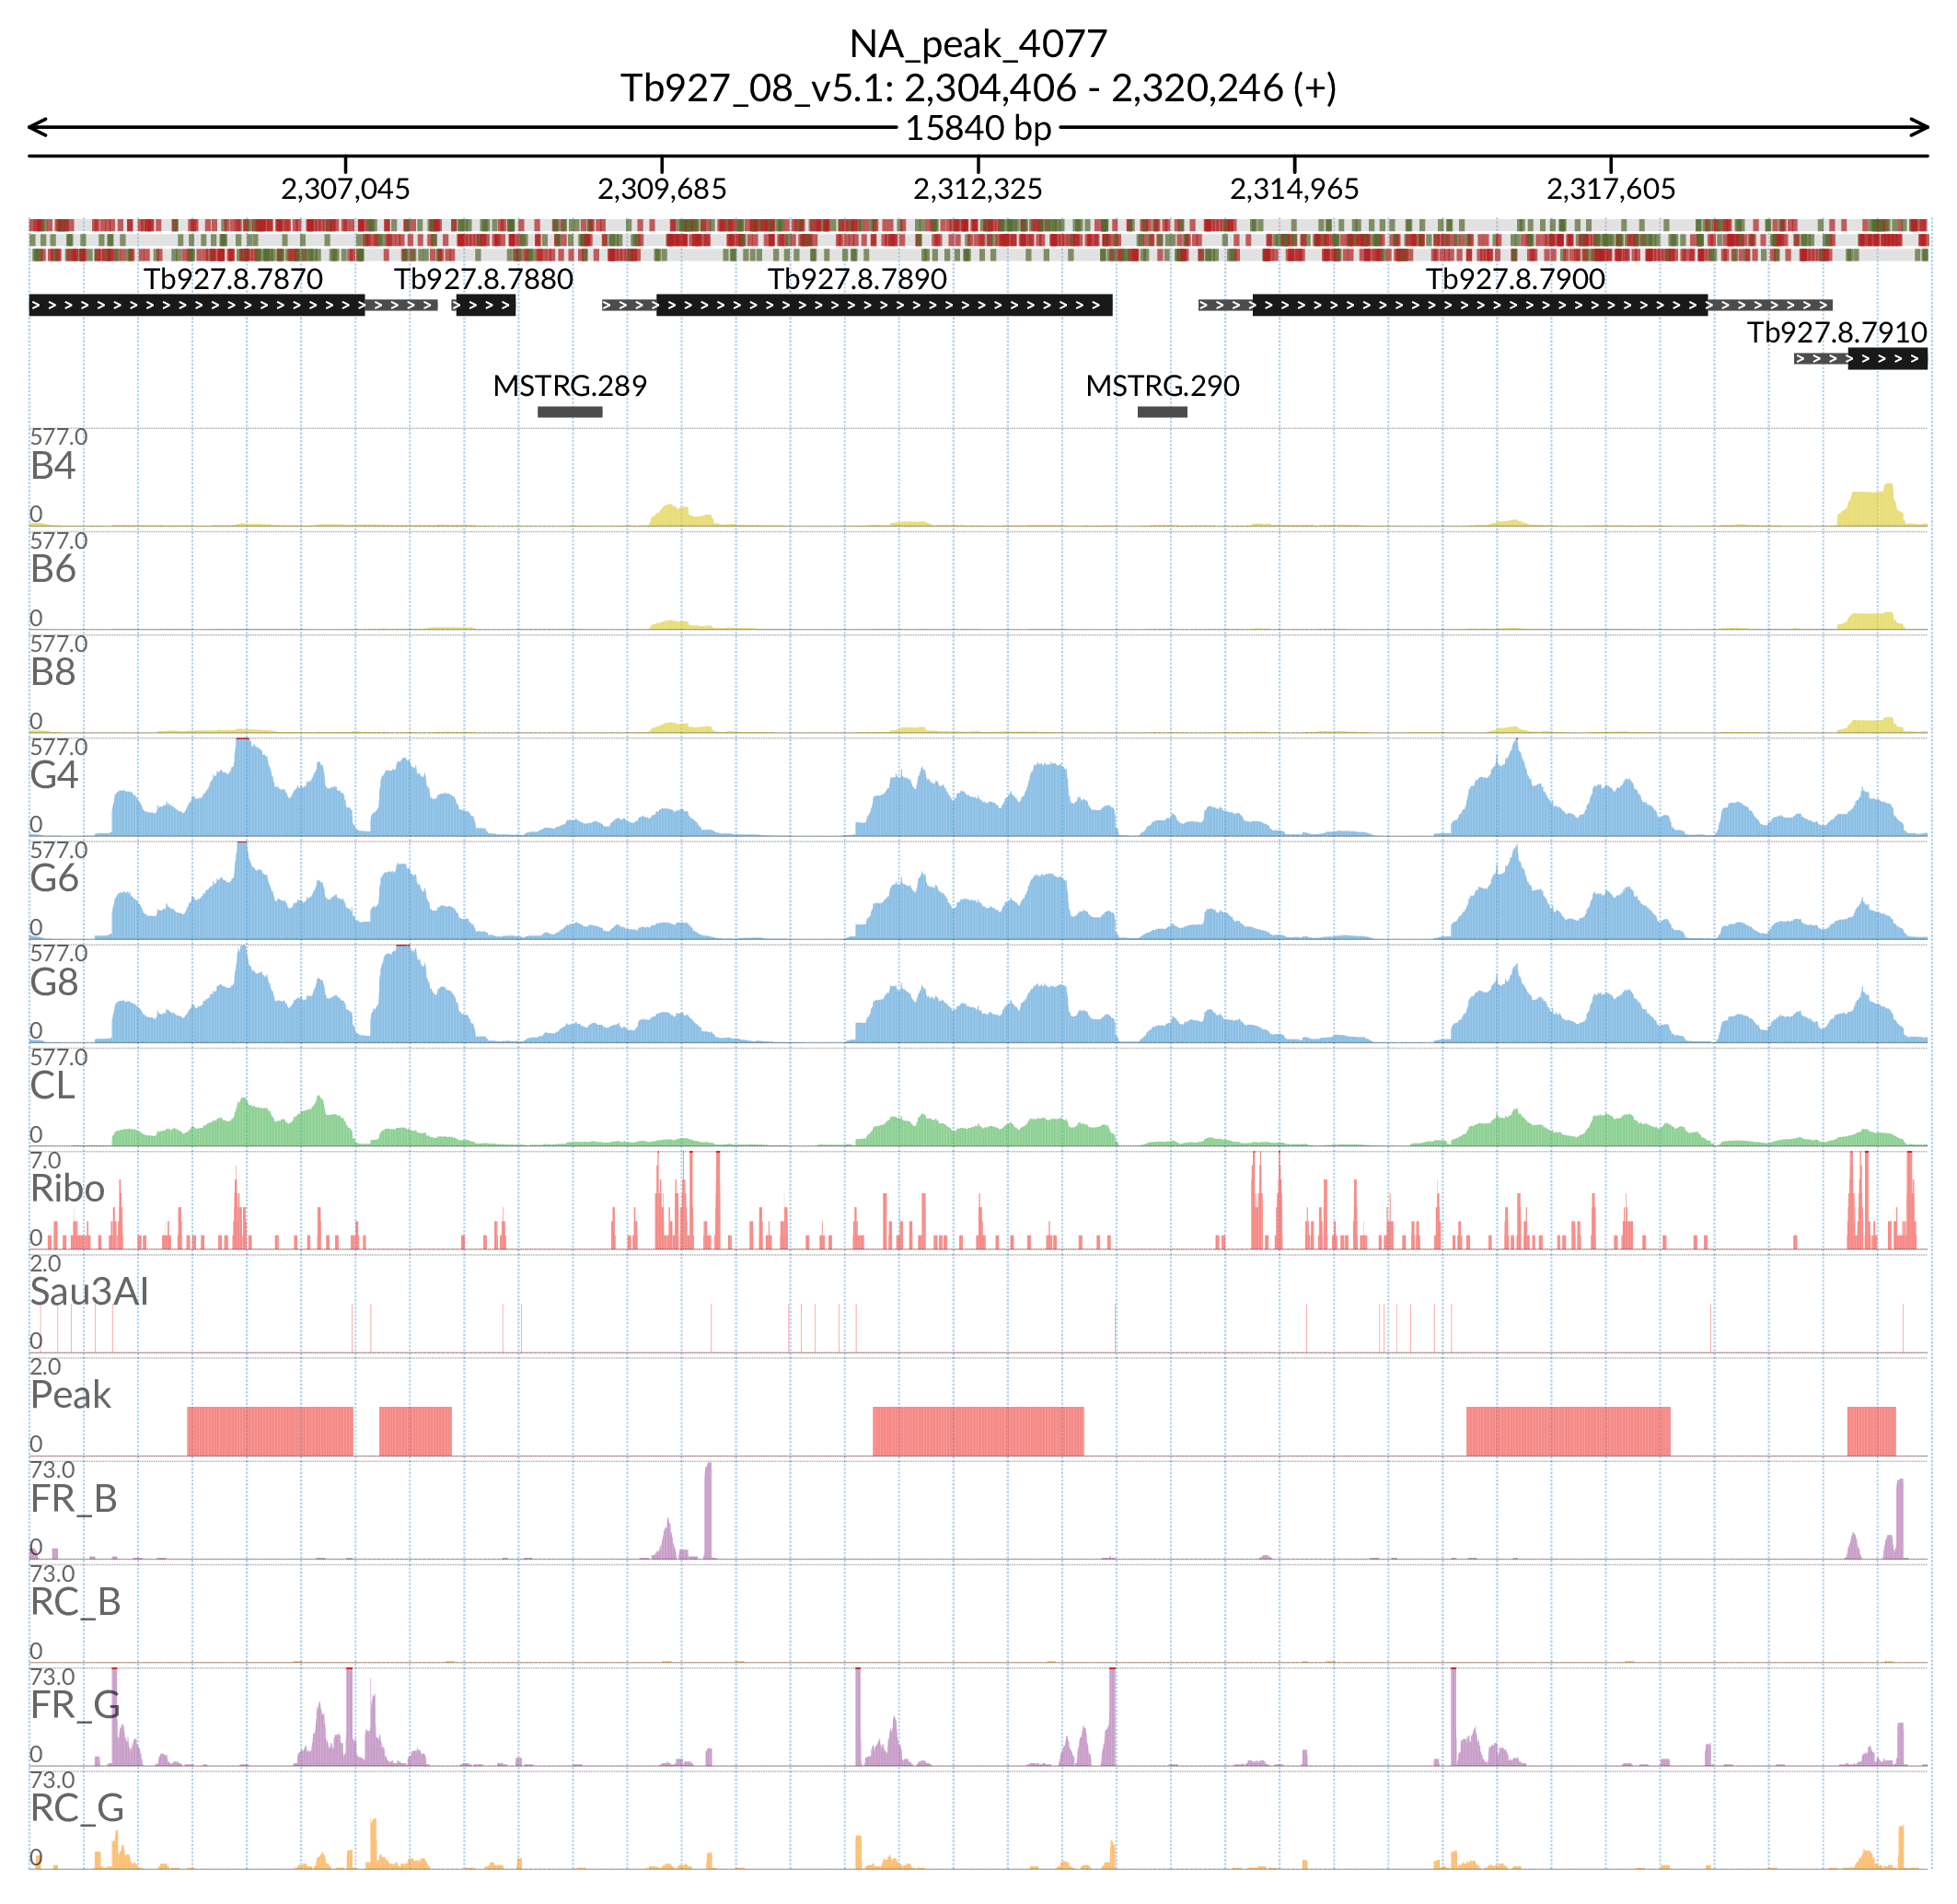 NA_peak_4077
Tb927_08_v5.1: 2,304,406 - 2,320,246 (+)
15840 bp
2,307,045 2,309,685 2,312,325 2,314,965 2,317,605
Tb927.8.7870 Tb927.8.7880 Tb927.8.7890 Tb927.8.7900
Tb927.8.7910
MSTRG.289 MSTRG.290
577.0
B4
0
577.0
B6
0
577.0
B8
0
577.0
G4
0
577.0
G6
0
577.0
G8
0
577.0
CL
0
7.0
Ribo
0
2.0
Sau3AI
0
2.0
Peak
0
73.0
FR_B
0
73.0
RC_B
0
73.0
FR_G
0
73.0
RC_G
0